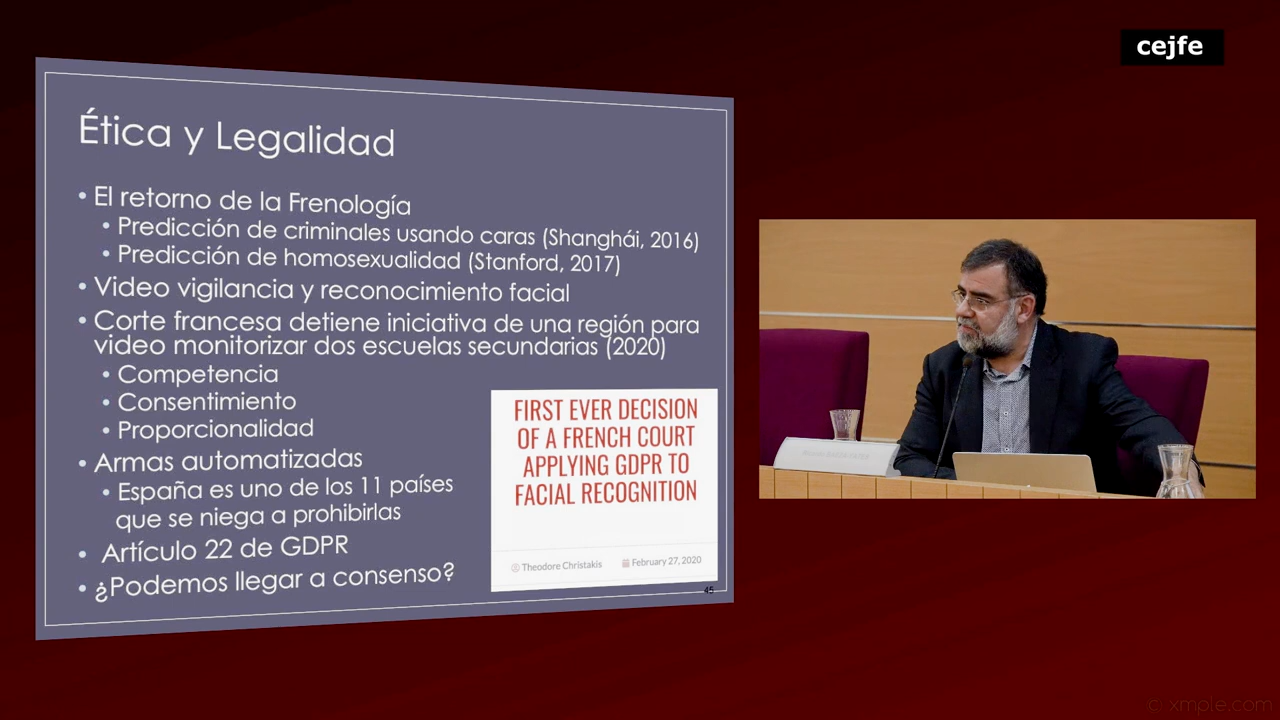 cejfe
Ética y Legalidad
• El retorno de la Frenología
• Predicción de criminales usando caras (Shanghái, 2016)
• Predicción de homosexualidad (Stanford, 2017)
• Video vigilancia y reconocimiento facial
• Corte francesa detiene iniciativa de una región para
video monitorizar dos escuelas secundarias (2020)
• Competencia
• Consentimiento
• Proporcionalidad
• Armas automatizadas
• España es uno de los 11 países
que se niega a prohibirlas
• Artículo 22 de GDPR
• ¿Podemos llegar a consenso?
FIRST EVER DECISION
OF A FRENCH COURT
APPLYING GDPR TO
FACIAL RECOGNITION
Theodore Christakis February 27, 2020
45
© xmple.com